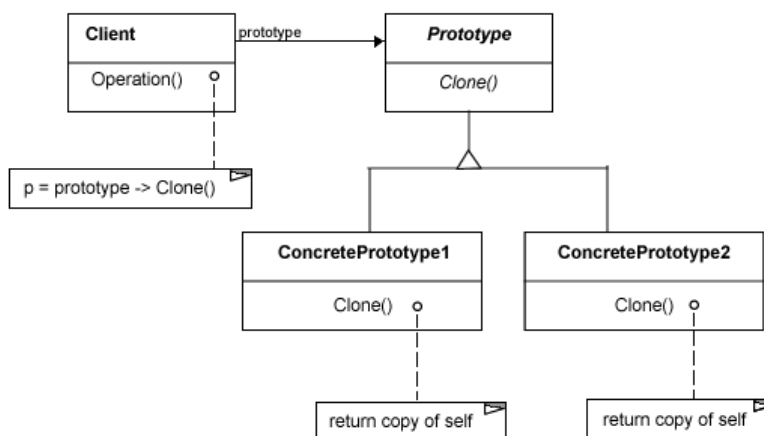 Client
prototype
Prototype
Operation()
Clone()
p = prototype -> Clone()
ConcretePrototype1
ConcretePrototype2
Clone()
Clone()
return copy of self
return copy of self